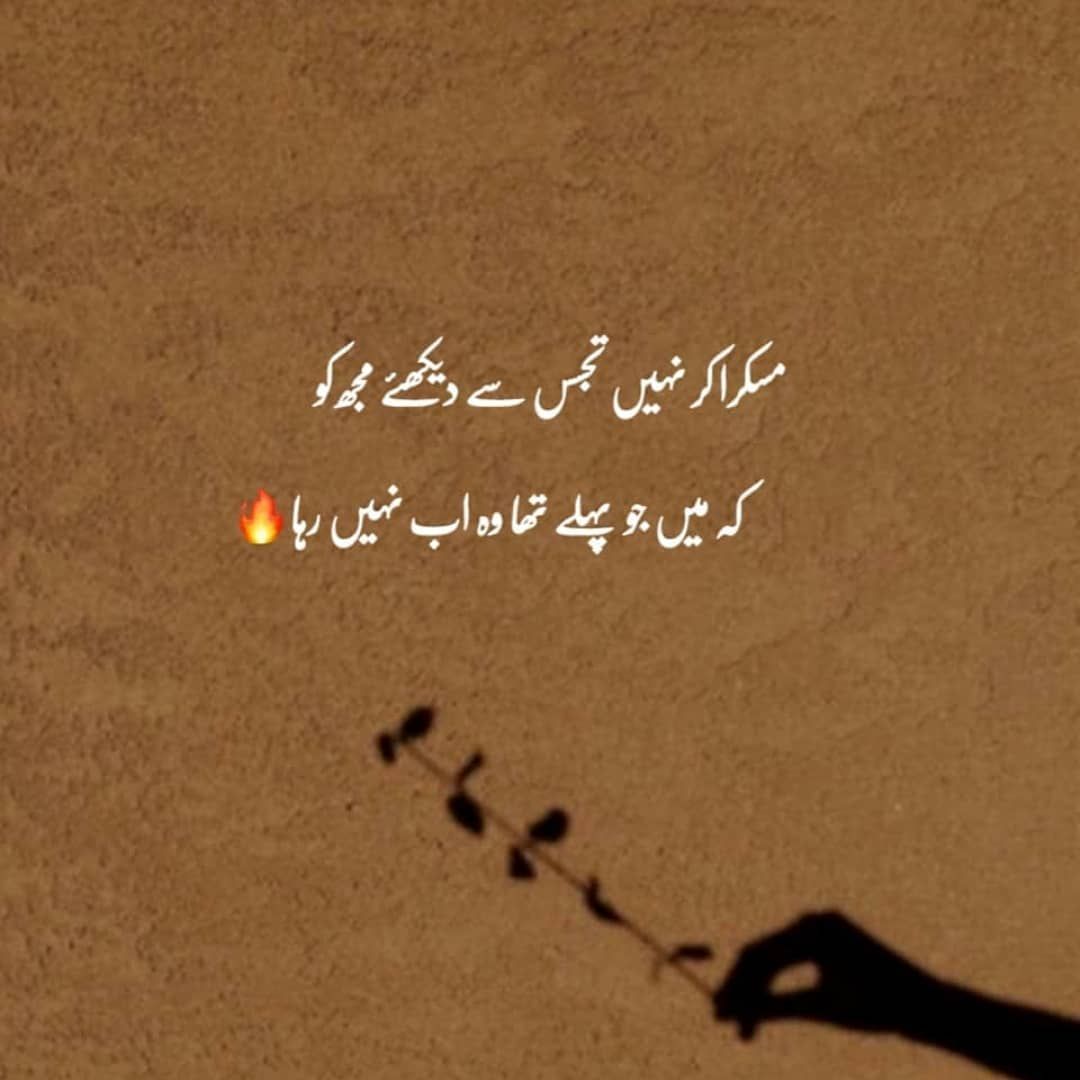 مسکرا کر نہیں تجسس سے دیکھئے مجھ کو
کہ میں جو پہلے تھا وہ اب نہیں رہا🔥